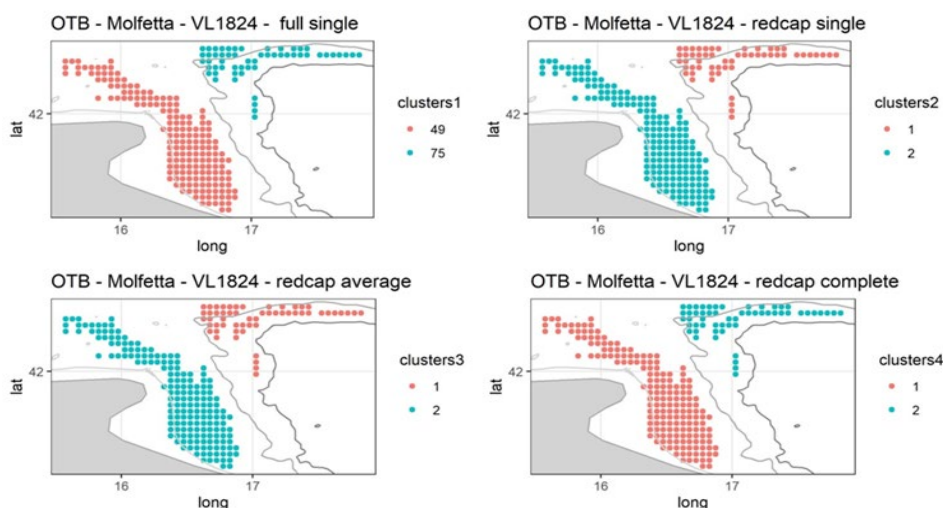 OTB - Molfetta - VL1824 - full single
lat
42
16
17
long
clusters1
49
75
OTB - Molfetta - VL1824 - redcap single
lat
42
16
17
long
clusters2
1
2
OTB - Molfetta - VL1824 - redcap average
lat
42
16
17
long
clusters3
1
2
OTB - Molfetta - VL1824 - redcap complete
lat
42
16
17
long
clusters4
1
2